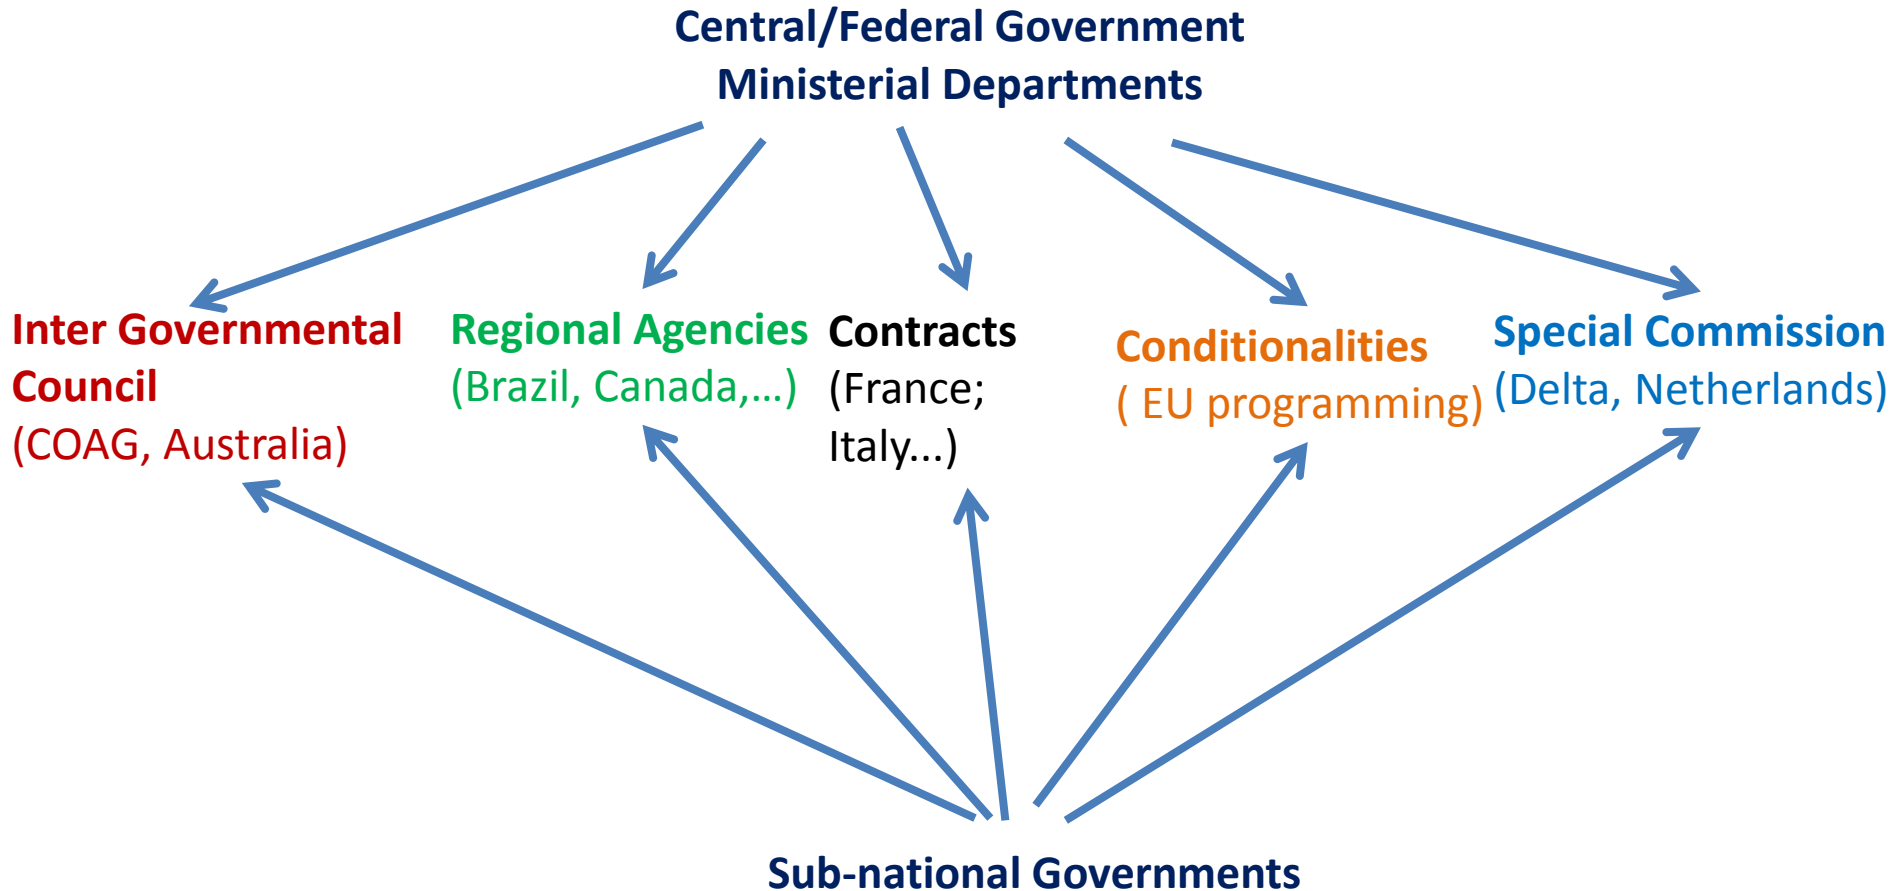 Central/Federal Government
Ministerial Departments
Inter Governmental
Council
(COAG, Australia)
Regional Agencies
(Brazil, Canada,...)
Contracts
(France;
Italy...)
Conditionalities
( EU programming)
Special Commission
(Delta, Netherlands)
Sub-national Governments